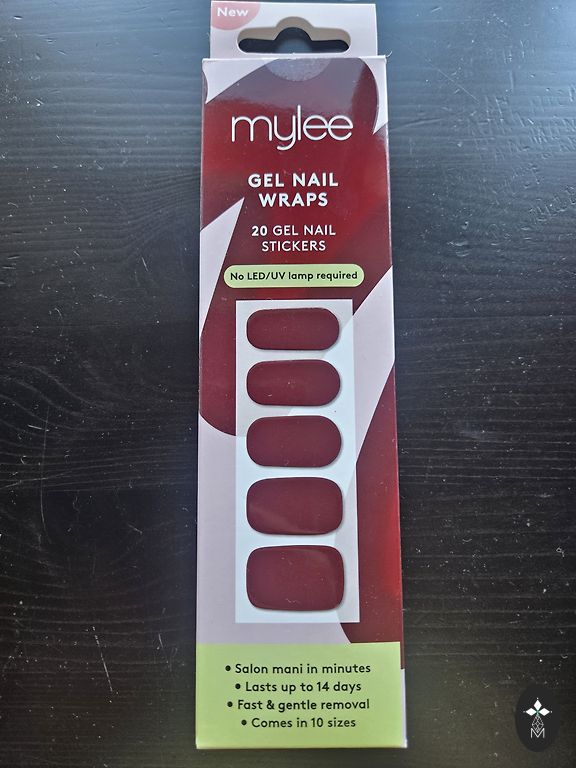 New
mylee
GEL NAIL
WRAPS
20 GEL NAIL
STICKERS
No LED/UV lamp required
• Salon mani in minutes
• Lasts up to 14 days
• Fast & gentle removal
• Comes in 10 sizes
M